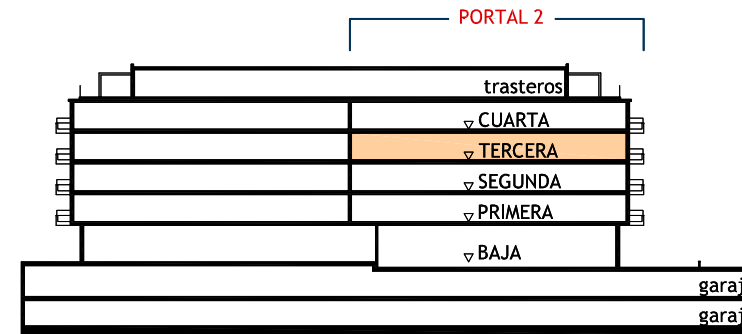 PORTAL 2
trasteros
CUARTA
TERCERA
SEGUNDA
PRIMERA
BAJA
garaj
garaj